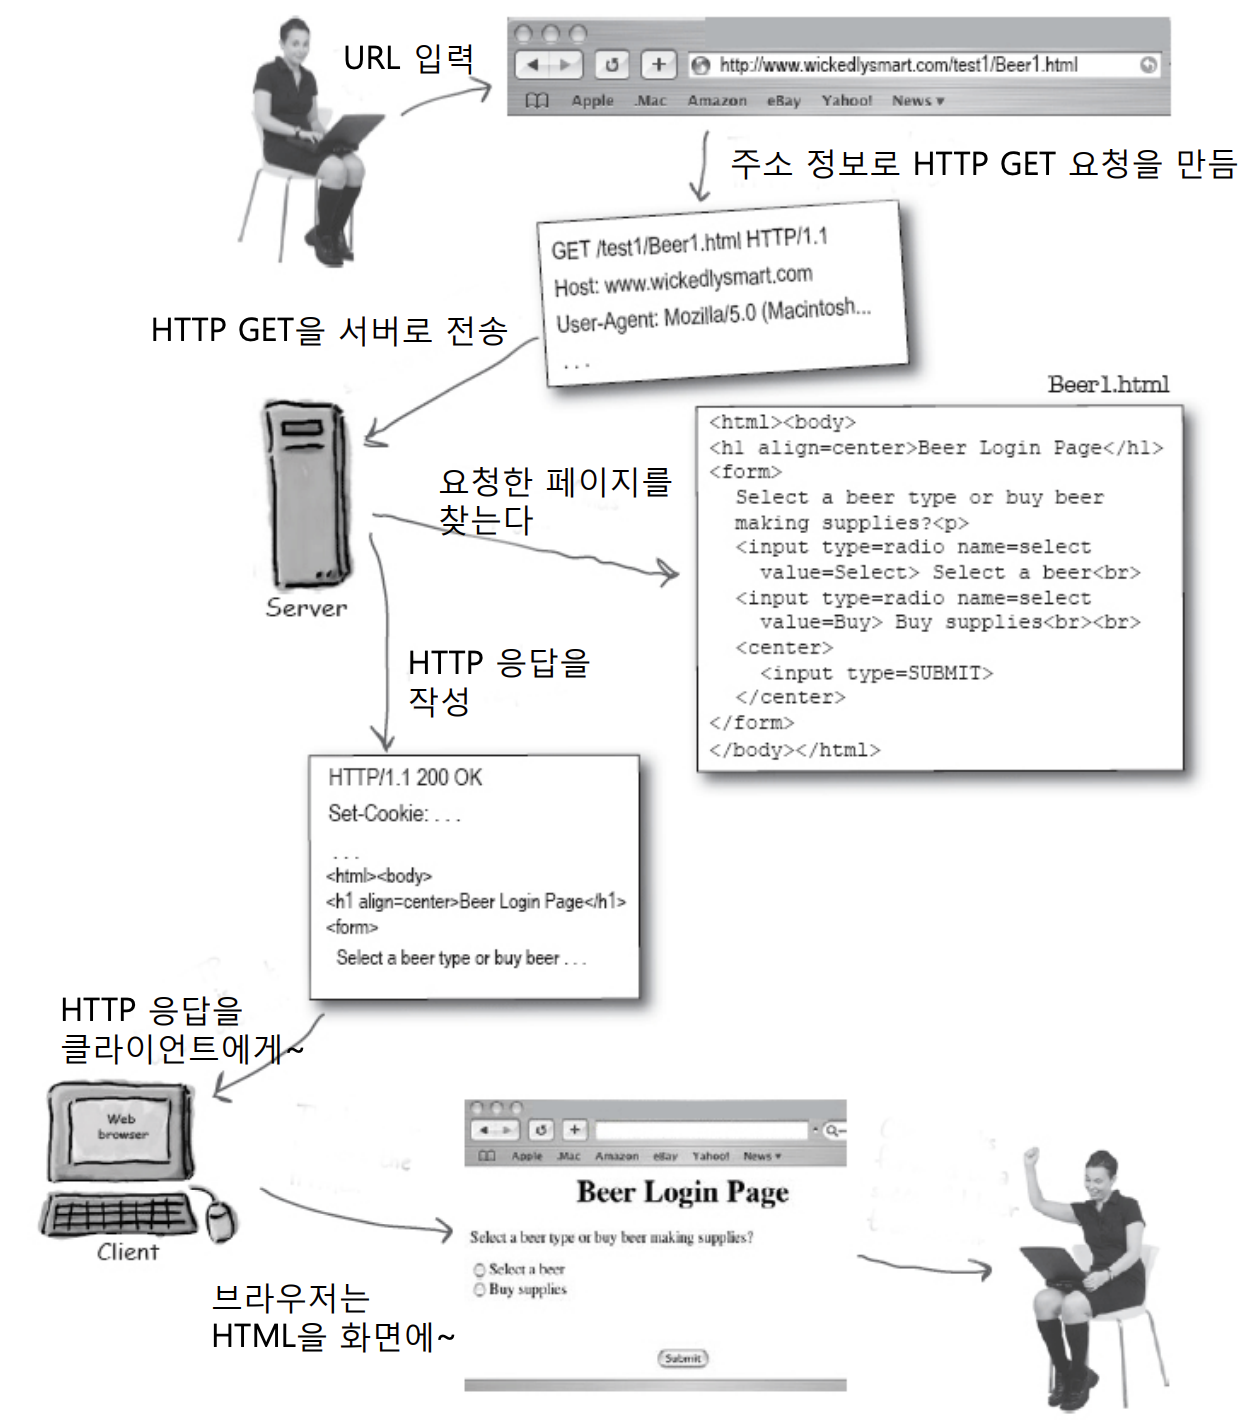 URL 입력
http://www.wickedlysmart.com/test1/Beer1.html
Apple .Mac Amazon eBay Yahoo! News ▾
주소 정보로 HTTP GET 요청을 만듬
GET /test1/Beer1.html HTTP/1.1
Host: www.wickedlysmart.com
User-Agent: Mozilla/5.0 (Macintosh...
. . .
HTTP GET을 서버로 전송
Server
요청한 페이지를
찾는다
Beer1.html
<html><body>
<h1 align=center>Beer Login Page</h1>
<form>
Select a beer type or buy beer
making supplies?<p>
<input type=radio name=select
value=Select> Select a beer<br>
<input type=radio name=select
value=Buy> Buy supplies<br><br>
<center>
<input type=SUBMIT>
</center>
</form>
</body></html>
HTTP 응답을
작성
HTTP/1.1 200 OK
Set-Cookie: . . .
. . .
<html><body>
<h1 align=center>Beer Login Page</h1>
<form>
Select a beer type or buy beer . . .
HTTP 응답을
클라이언트에게~
Web
browser
Client
브라우저는
HTML을 화면에~
Apple .Mac Amazon eBay Yahoo! News ▾
Beer Login Page
Select a beer type or buy beer making supplies?
Select a beer
Buy supplies
Submit